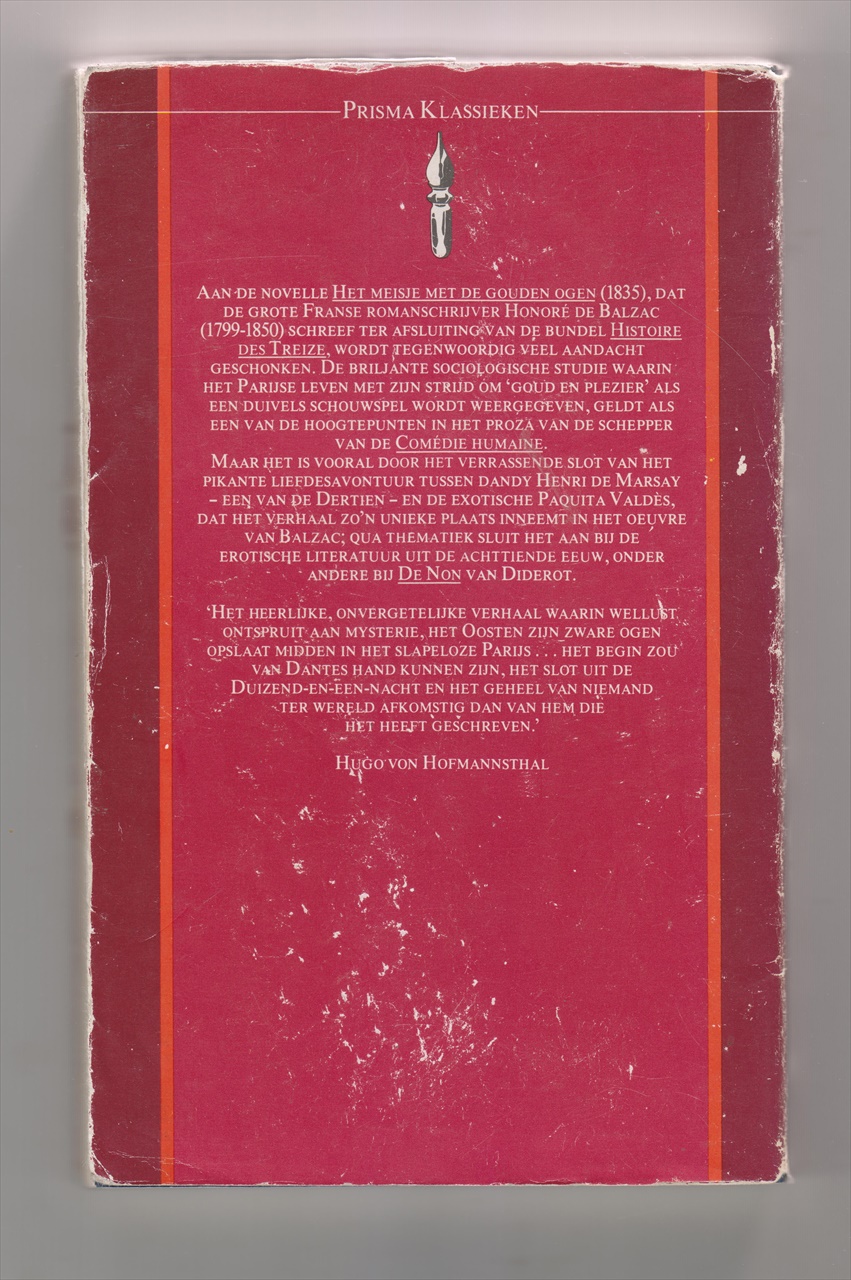 Prisma Klassieken
Aan de novelle Het meisje met de gouden ogen (1835), dat
de grote Franse romanschrijver Honoré de Balzac
(1799-1850) schreef ter afsluiting van de bundel Histoire
des Treize, wordt tegenwoordig veel aandacht
geschonken. De briljante sociologische studie waarin
het Parijse leven met zijn strijd om ‘goud en plezier’ als
een duivels schouwspel wordt weergegeven, geldt als
een van de hoogtepunten in het proza van de schepper
van de Comédie humaine.
Maar het is vooral door het verrassende slot van het
pikante liefdesavontuur tussen dandy Henri de Marsay
– een van de Dertien – en de exotische Paquita Valdès,
dat het verhaal zo’n unieke plaats inneemt in het oeuvre
van Balzac; qua thematiek sluit het aan bij de
erotische literatuur uit de achttiende eeuw, onder
andere bij De Non van Diderot.
‘Het heerlijke, onvergetelijke verhaal waarin wellust
ontspruit aan mysterie, het Oosten zijn zware ogen
opslaat midden in het slapeloze Parijs . . . het begin zou
van Dantes hand kunnen zijn, het slot uit de
Duizend-en-een-nacht en het geheel van niemand
ter wereld afkomstig dan van hem die
het heeft geschreven.’
Hugo von Hofmannsthal